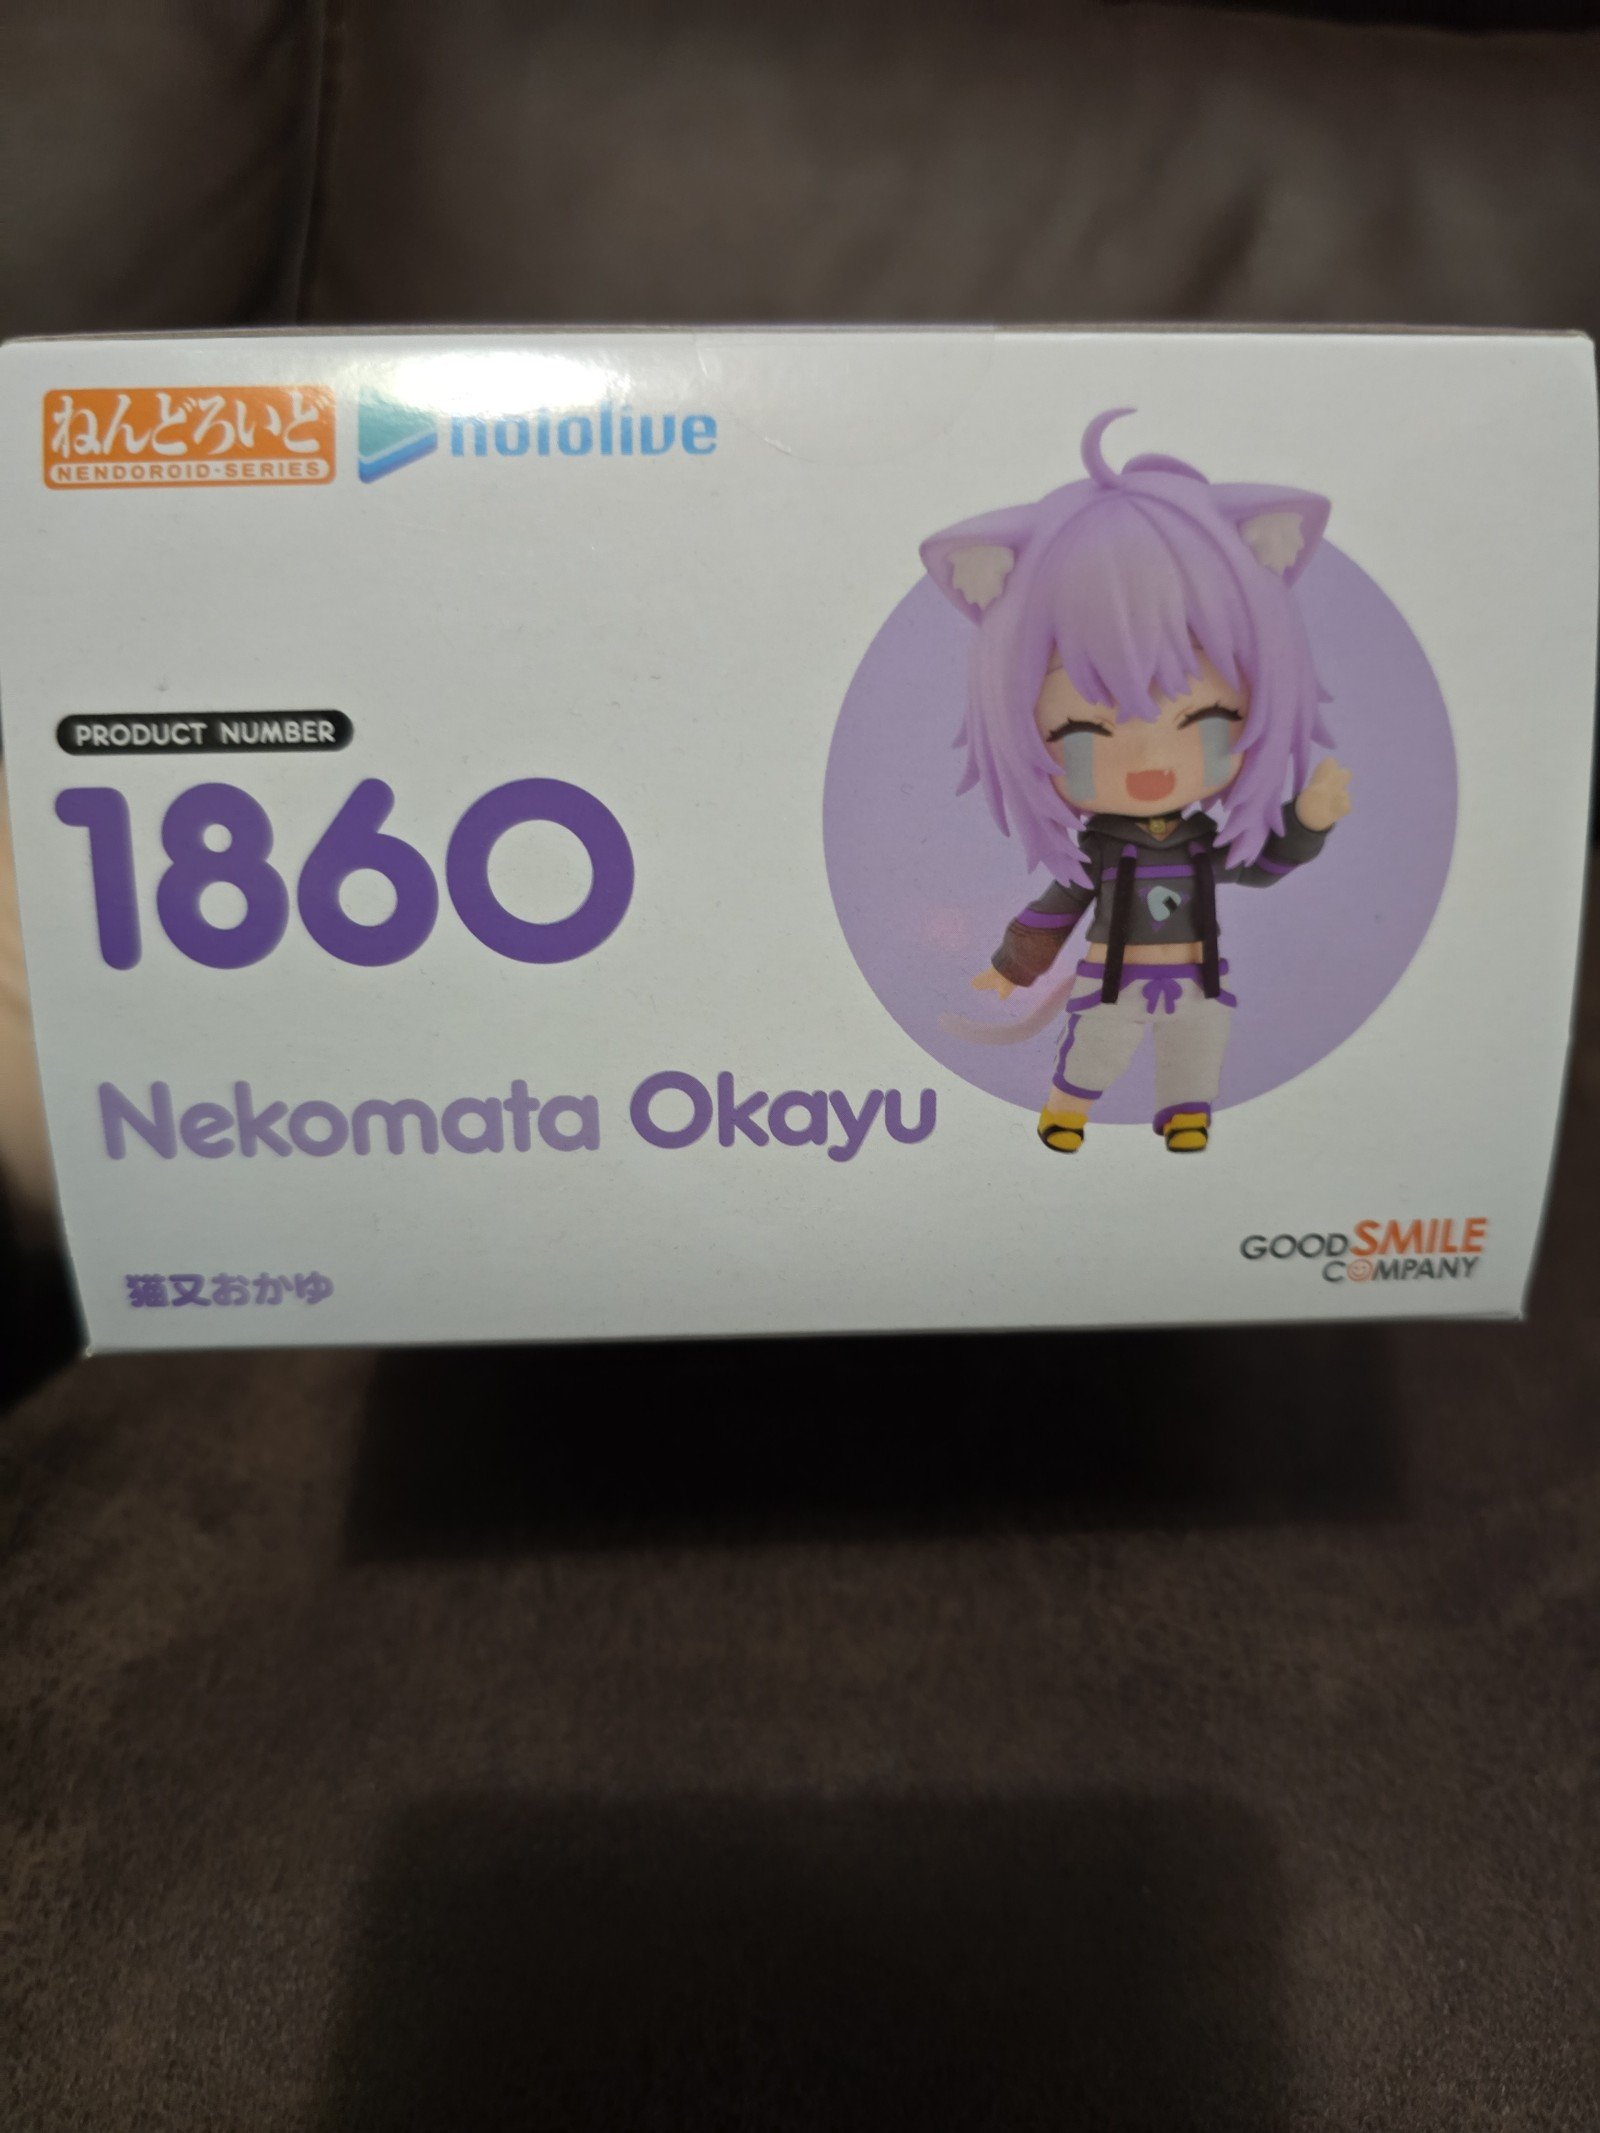 ねんどろいど
NENDOROID·SERIES
hololive
PRODUCT NUMBER
1860
Nekomata Okayu
猫又おかゆ
GOOD SMILE
COMPANY